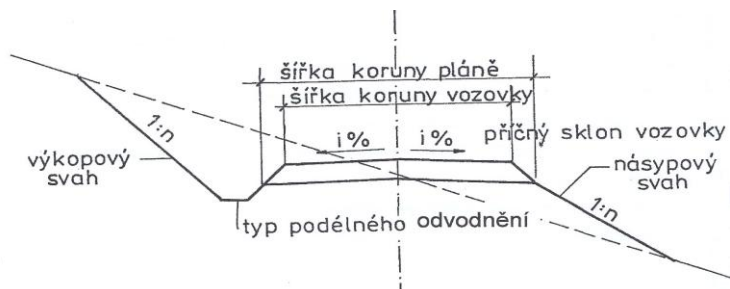 šířka koruny pláně
šířka koruny vozovky
1:n
i%
i%
příčný sklon vozovky
výkopový
svah
násypový
svah
1:n
typ podélného odvodnění